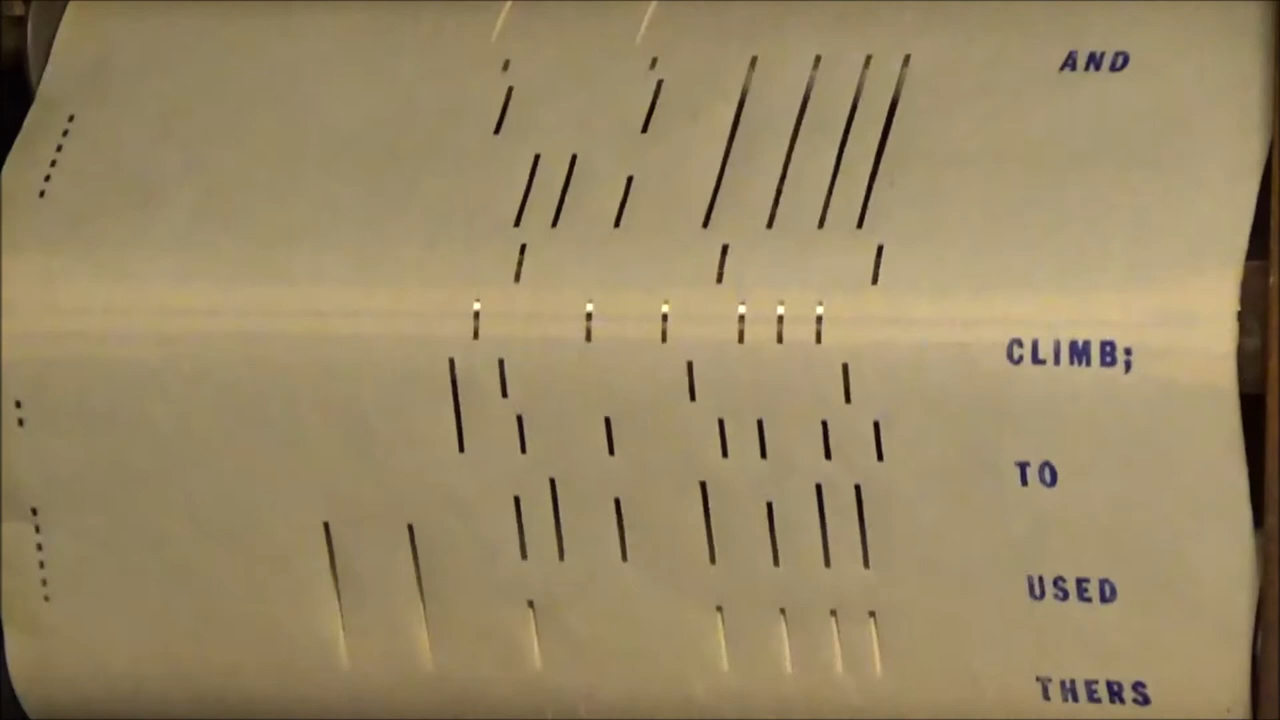 AND
CLIMB;
TO
USED
THERS